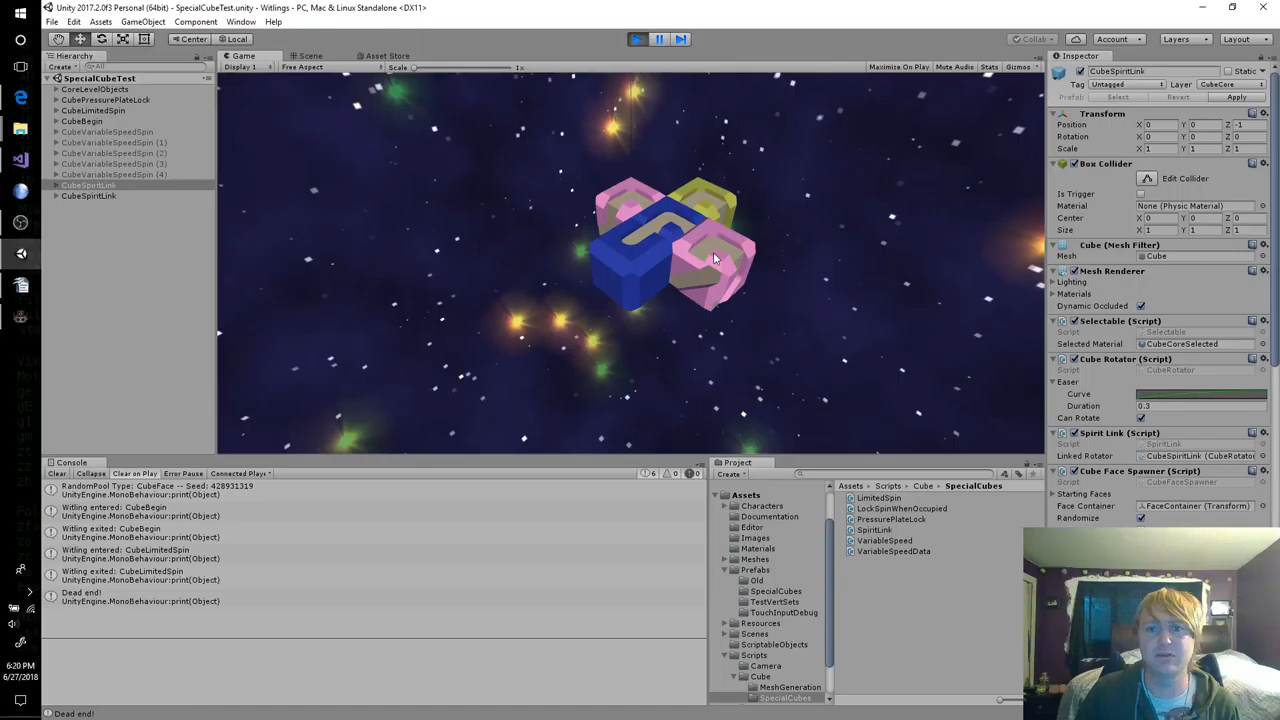 Unity 2017.2.0f3 Personal (64bit) - SpecialCubeTest.unity - Witlings - PC, Mac & Linux Standalone <DX11>
File Edit Assets GameObject Component Window Help
Center Local
Collab Account Layers Layout
Hierarchy
Create All
SpecialCubeTest
CoreLevelObjects
CubePressurePlateLock
CubeLimitedSpin
CubeBegin
CubeVariableSpeedSpin
CubeVariableSpeedSpin (1)
CubeVariableSpeedSpin (2)
CubeVariableSpeedSpin (3)
CubeVariableSpeedSpin (4)
CubeSpiritLink
CubeSpiritLink
Game Scene Asset Store
Display 1 Free Aspect Scale 1x Maximize On Play Mute Audio Stats Gizmos
Inspector
CubeSpiritLink Static
Tag Untagged Layer CubeCore
Prefab Select Revert Apply
Transform
Position X 0 Y 0 Z -1
Rotation X 0 Y 0 Z 0
Scale X 1 Y 1 Z 1
Box Collider
Edit Collider
Is Trigger
Material None (Physic Material)
Center X 0 Y 0 Z 0
Size X 1 Y 1 Z 1
Cube (Mesh Filter)
Mesh Cube
Mesh Renderer
Lighting
Materials
Dynamic Occluded
Selectable (Script)
Script Selectable
Selected Material CubeCoreSelected
Cube Rotator (Script)
Script CubeRotator
Easer
Curve
Duration 0.3
Can Rotate
Spirit Link (Script)
Script SpiritLink
Linked Rotator CubeSpiritLink (CubeRotator
Cube Face Spawner (Script)
Script CubeFaceSpawner
Starting Faces
Face Container FaceContainer (Transform)
Randomize
Console
Clear Collapse Clear on Play Error Pause Connected Player 6 0 0
RandomPool Type: CubeFace -- Seed: 428931319
UnityEngine.MonoBehaviour:print(Object)
Witling entered: CubeBegin
UnityEngine.MonoBehaviour:print(Object)
Witling exited: CubeBegin
UnityEngine.MonoBehaviour:print(Object)
Witling entered: CubeLimitedSpin
UnityEngine.MonoBehaviour:print(Object)
Witling exited: CubeLimitedSpin
UnityEngine.MonoBehaviour:print(Object)
Dead end!
UnityEngine.MonoBehaviour:print(Object)
Dead end!
Project
Create
Assets
Characters
Documentation
Editor
Images
Materials
Meshes
Prefabs
Old
SpecialCubes
TestVertSets
TouchInputDebug
Resources
Scenes
ScriptableObjects
Scripts
Camera
Cube
MeshGeneration
SpecialCubes
Assets Scripts Cube SpecialCubes
LimitedSpin
LockSpinWhenOccupied
PressurePlateLock
SpiritLink
VariableSpeed
VariableSpeedData
6:20 PM
6/27/2018